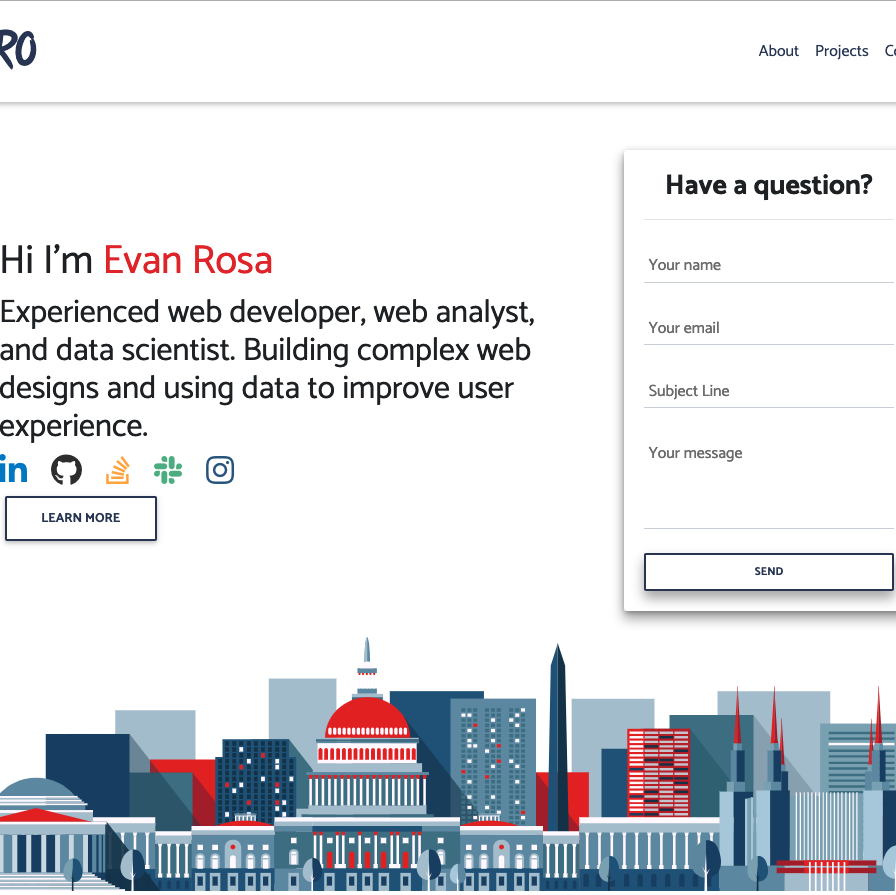 RO
About Projects
Have a question?
Hi I'm Evan Rosa
Experienced web developer, web analyst,
and data scientist. Building complex web
designs and using data to improve user
experience.
in
LEARN MORE
Your name
Your email
Subject Line
Your message
SEND